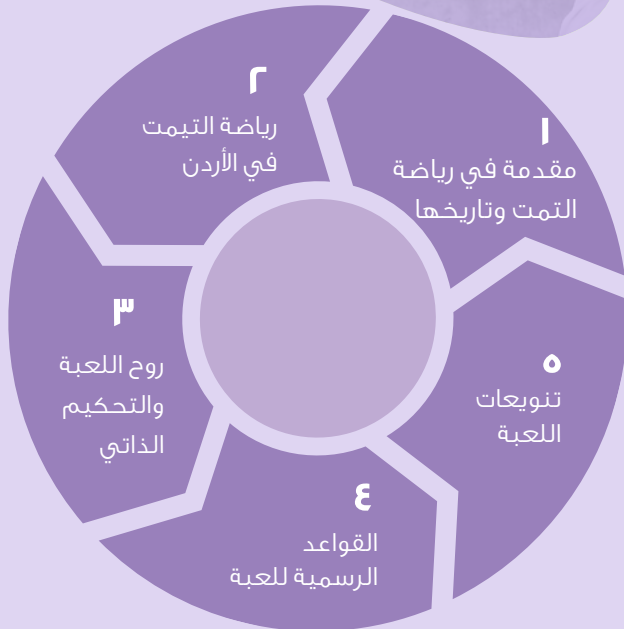 ١
مقدمة في رياضة
التمت وتاريخها
٢
رياضة التيمت
في الأردن
٣
روح اللعبة
والتحكيم
الذاتي
٤
القواعد
الرسمية للعبة
٥
تنويعات
اللعبة